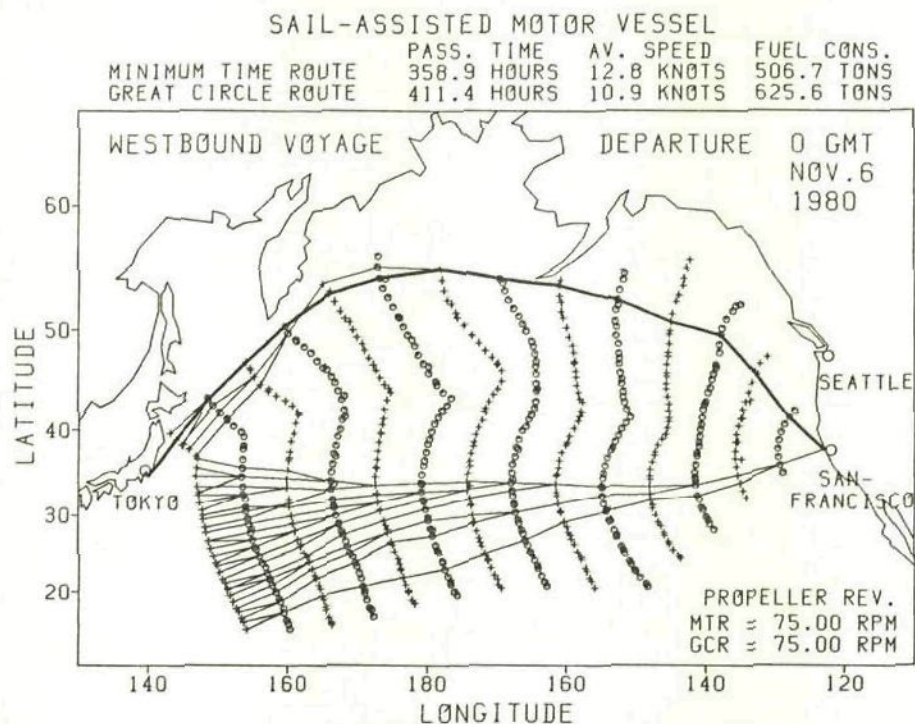 SAIL-ASSISTED MOTOR VESSEL
PASS. TIME AV. SPEED FUEL CONS.
MINIMUM TIME ROUTE 358.9 HOURS 12.8 KNOTS 506.7 TONS
GREAT CIRCLE ROUTE 411.4 HOURS 10.9 KNOTS 625.6 TONS
WESTBOUND VOYAGE DEPARTURE 0 GMT
NOV.6
1980
60
50
40
30
20
LATITUDE
SEATTLE
SAN-
FRANCISCO
TOKYO
PROPELLER REV.
MTR = 75.00 RPM
GCR = 75.00 RPM
140 160 180 160 140 120
LONGITUDE